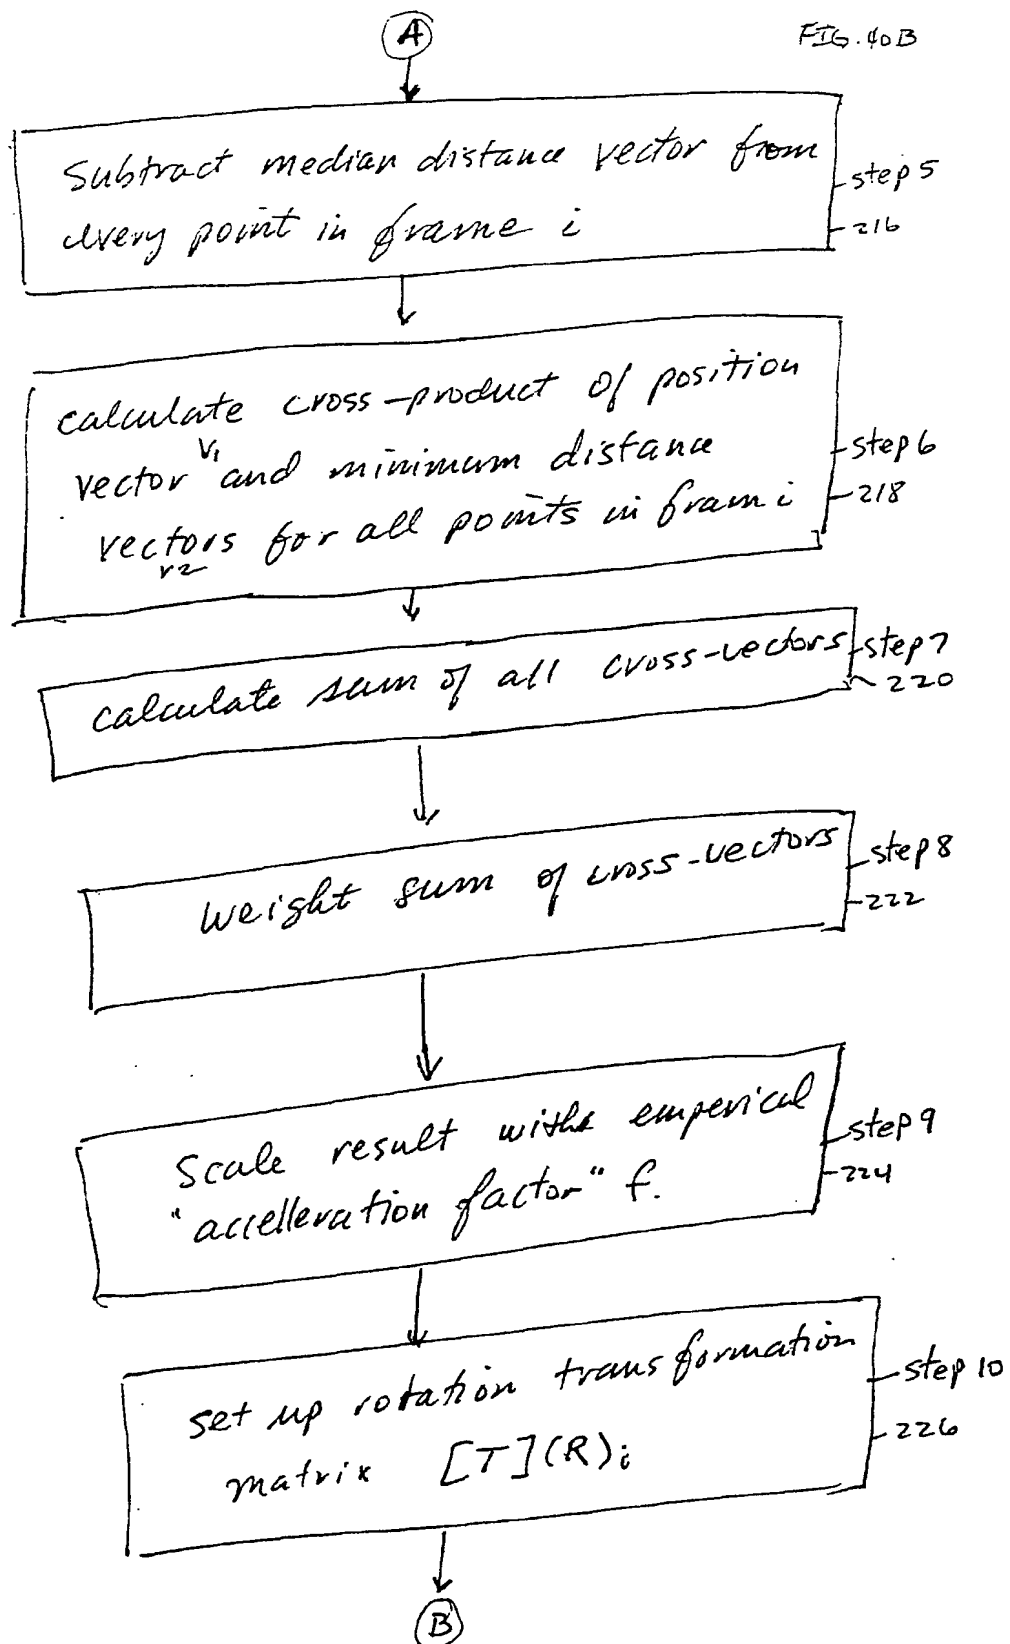 A
FIG. 40B
Subtract median distance vector from
every point in frame i
step 5
216
calculate cross-product of position
vector V1 and minimum distance
vectors for all points in fram i
v2
step 6
218
calculate sum of all cross-vectors
step 7
220
weight sum of cross-vectors
step 8
222
Scale result with emperical
"accelleration factor" f.
step 9
224
set up rotation transformation
matrix [T](R)i
step 10
226
B